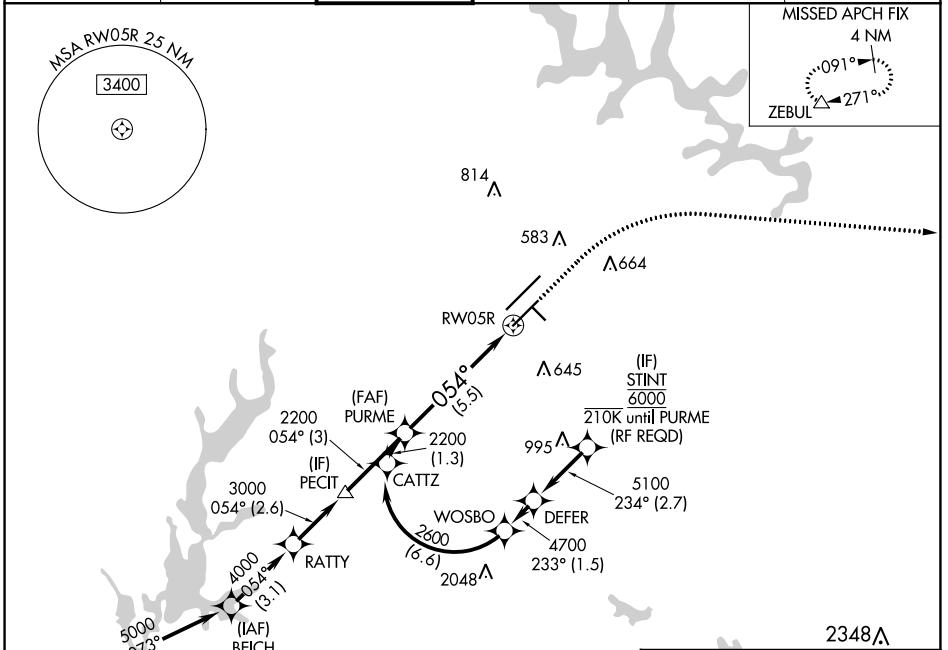 MISSED APCH FIX
4 NM
091°
271°
ZEBUL
MSA RW05R 25 NM
3400
814
583
664
RW05R
645
(IF)
STINT
6000
210K until PURME
(RF REQD)
995
054°
(5.5)
(FAF)
PURME
2200
054° (3)
2200
(1.3)
(IF)
PECIT
CATTZ
3000
054° (2.6)
5100
234° (2.7)
WOSBO
DEFER
2600
(6.6)
4700
233° (1.5)
2048
RATTY
4000
054°
(3.1)
(IAF)
5000
2348